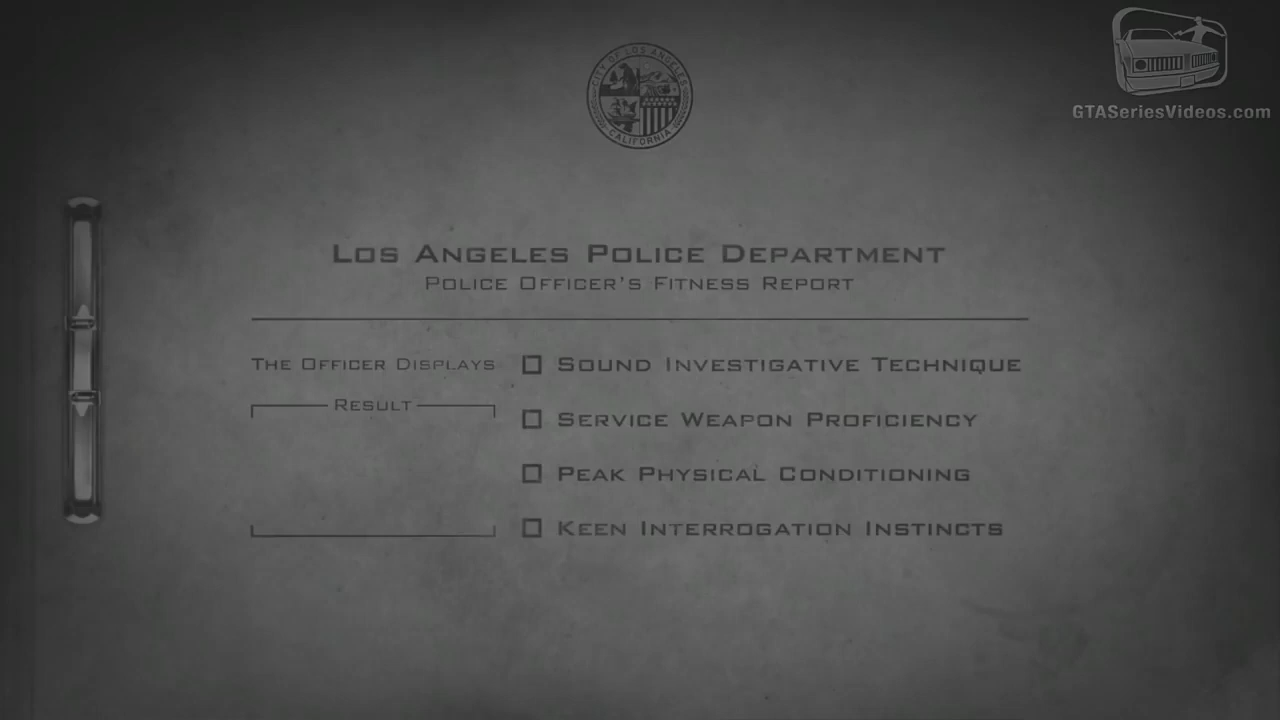 CITY OF LOS ANGELES
CALIFORNIA
GTASeriesVideos.com
LOS ANGELES POLICE DEPARTMENT
POLICE OFFICER'S FITNESS REPORT
THE OFFICER DISPLAYS
SOUND INVESTIGATIVE TECHNIQUE
RESULT
SERVICE WEAPON PROFICIENCY
PEAK PHYSICAL CONDITIONING
KEEN INTERROGATION INSTINCTS